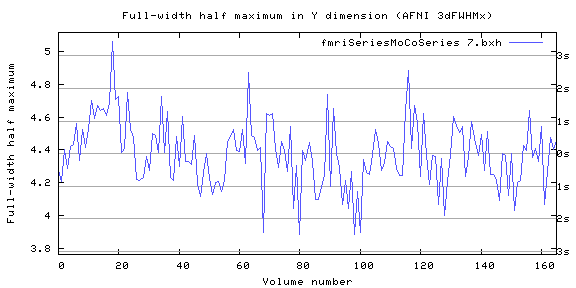 Full-width half maximum in Y dimension (AFNI 3dFWHMx)
fmriSeriesMoCoSeries 7.bxh
Full-width half maximum
5
4.8
4.6
4.4
4.2
4
3.8
3s
2s
1s
0s
1s
2s
3s
0 20 40 60 80 100 120 140 160
Volume number